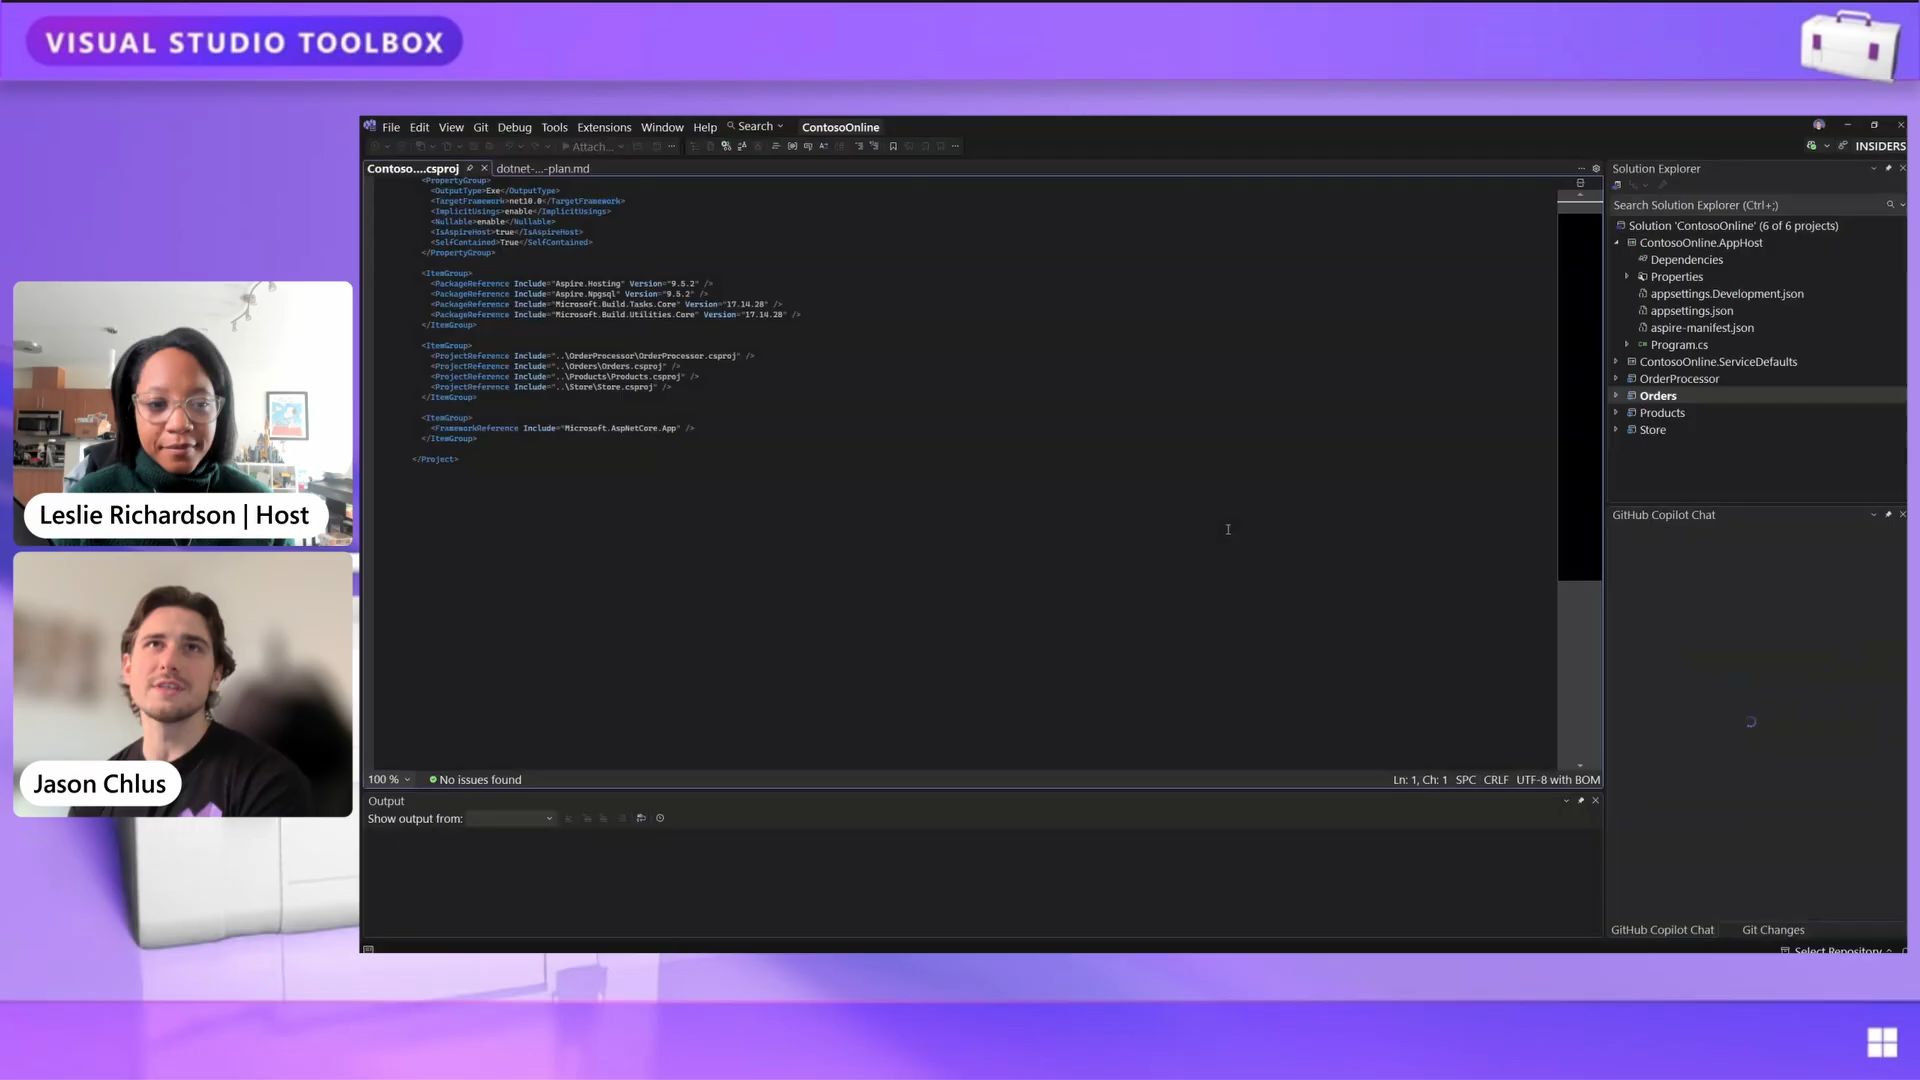 VISUAL STUDIO TOOLBOX
File Edit View Git Debug Tools Extensions Window Help Search ContosoOnline
Attach... INSIDERS
Contoso....csproj dotnet-...-plan.md
<PropertyGroup>
<OutputType>Exe</OutputType>
<TargetFramework>net10.0</TargetFramework>
<ImplicitUsings>enable</ImplicitUsings>
<Nullable>enable</Nullable>
<IsAspireHost>true</IsAspireHost>
<SelfContained>True</SelfContained>
</PropertyGroup>
<ItemGroup>
<PackageReference Include="Aspire.Hosting" Version="9.5.2" />
<PackageReference Include="Aspire.Npgsql" Version="9.5.2" />
<PackageReference Include="Microsoft.Build.Tasks.Core" Version="17.14.28" />
<PackageReference Include="Microsoft.Build.Utilities.Core" Version="17.14.28" />
</ItemGroup>
<ItemGroup>
<ProjectReference Include="..\OrderProcessor\OrderProcessor.csproj" />
<ProjectReference Include="..\Orders\Orders.csproj" />
<ProjectReference Include="..\Products\Products.csproj" />
<ProjectReference Include="..\Store\Store.csproj" />
</ItemGroup>
<ItemGroup>
<FrameworkReference Include="Microsoft.AspNetCore.App" />
</ItemGroup>
</Project>
100 % No issues found Ln: 1, Ch: 1 SPC CRLF UTF-8 with BOM
Output
Show output from:
Solution Explorer
Search Solution Explorer (Ctrl+;)
Solution 'ContosoOnline' (6 of 6 projects)
ContosoOnline.AppHost
Dependencies
Properties
appsettings.Development.json
appsettings.json
aspire-manifest.json
Program.cs
ContosoOnline.ServiceDefaults
OrderProcessor
Orders
Products
Store
GitHub Copilot Chat
GitHub Copilot Chat Git Changes
Select Repository
Leslie Richardson | Host
Jason Chlus